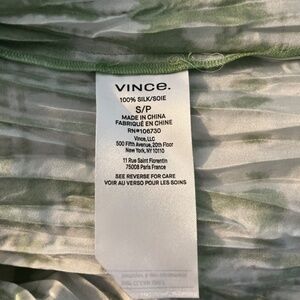 VINCE.
100% SILK/SOIE
S/P
MADE IN CHINA
FABRIQUÉ EN CHINE
RN#106730
Vince, LLC
500 Fifth Avenue, 20th Floor
New York, NY 10110
11 Rue Saint Florentin
75008 Paris France
SEE REVERSE FOR CARE
VOIR AU VERSO POUR LES SOINS